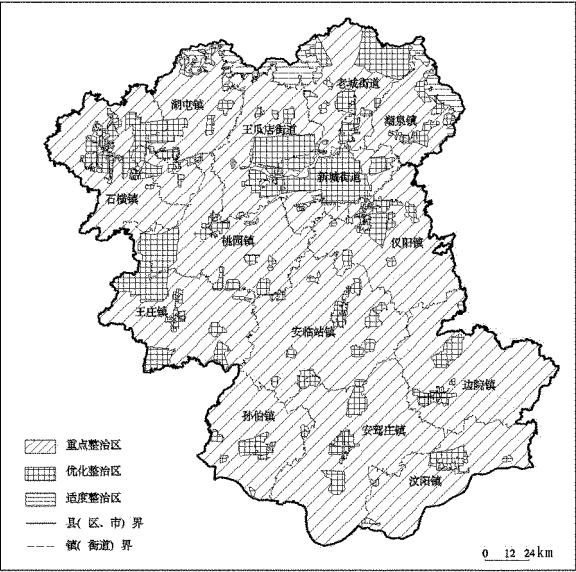 老城街道
湖屯镇
潮泉镇
王瓜店街道
新城街道
石横镇
桃园镇
仪阳镇
王庄镇
安临站镇
边院镇
孙伯镇
安驾庄镇
汶阳镇
重点整治区
优化整治区
适度整治区
县(区、市)界
镇(街道)界
0 12 24km